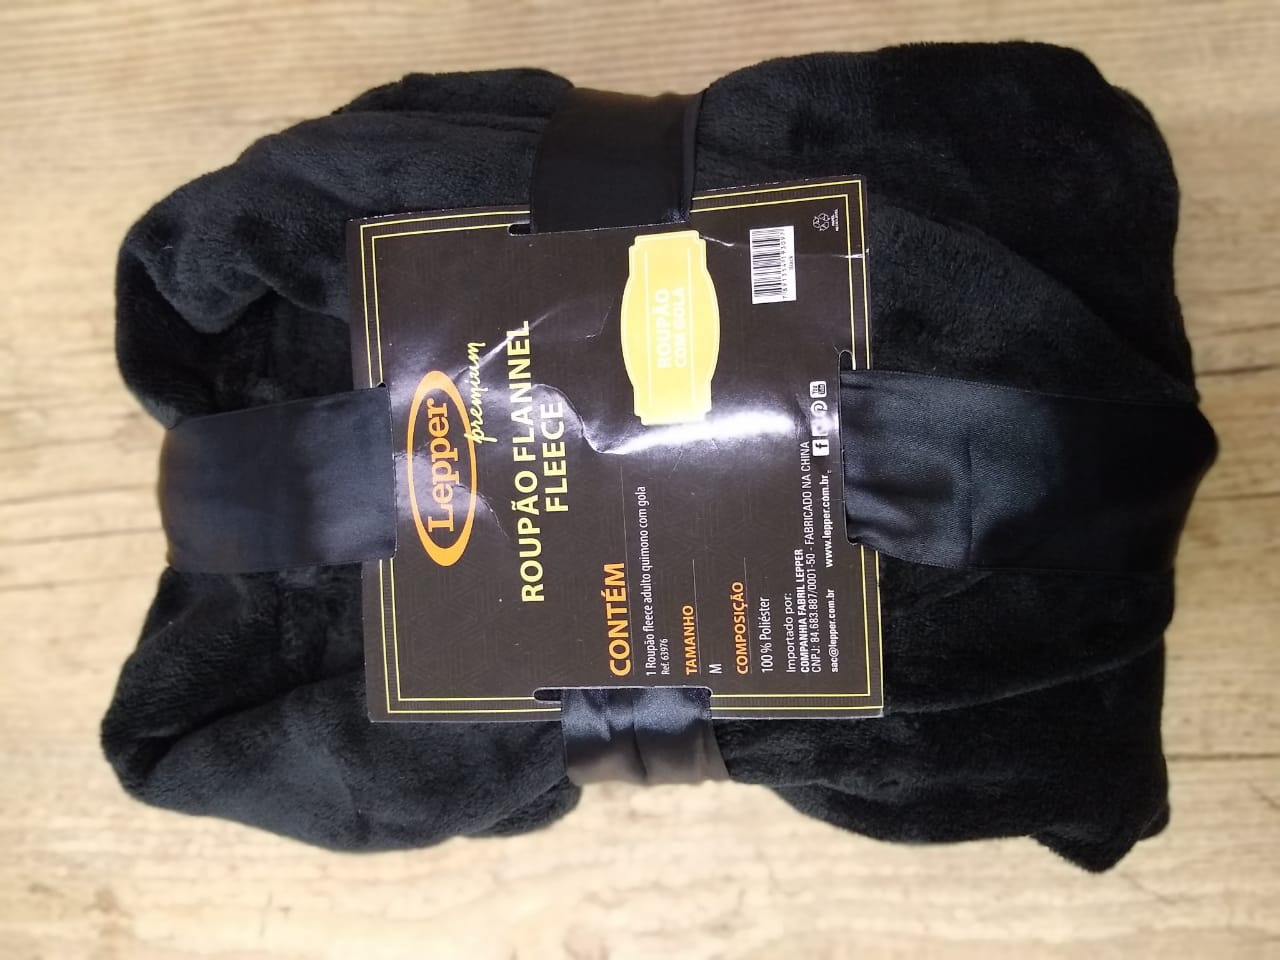 Lepper
premium
ROUPÃO FLANNEL
FLEECE
ROUPÃO
COM GOLA
CONTÉM
1 Roupão fleece adulto quimono com gola
Ref. 63976
TAMANHO
M
COMPOSIÇÃO
100 % Poliéster
Importado por:
COMPANHIA FABRIL LEPPER
CNPJ: 84.683.887/0001-50 - FABRICADO NA CHINA
sac@lepper.com.br www.lepper.com.br